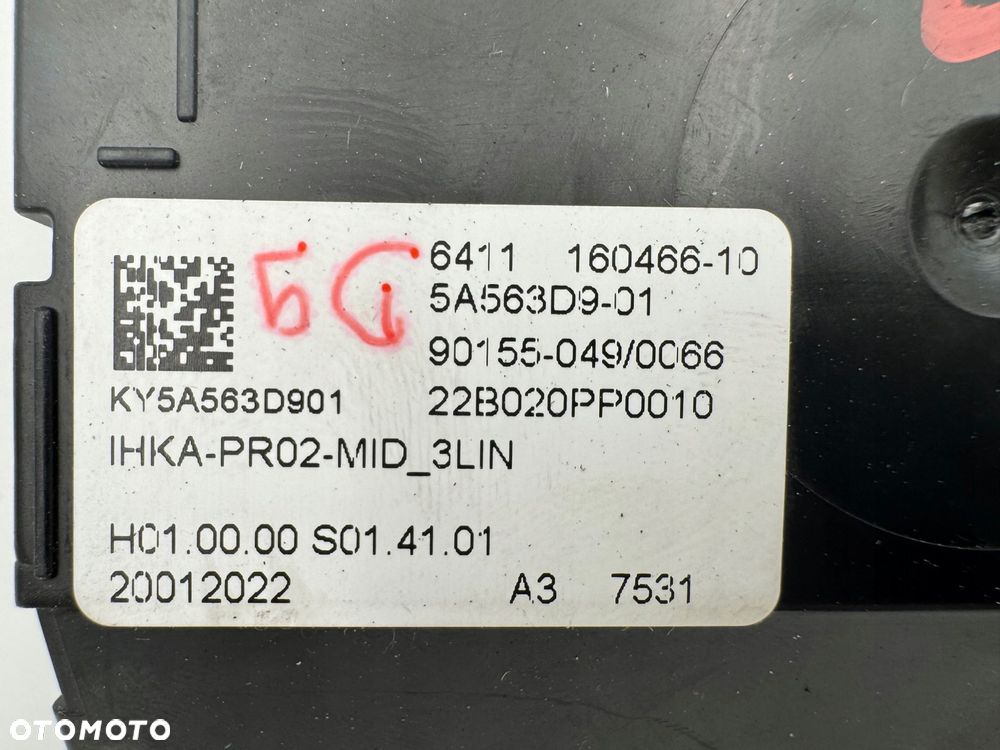 5G
6411 160466-10
5A563D9-01
90155-049/0066
KY5A563D901 22B020PP0010
IHKA-PR02-MID_3LIN
H01.00.00 S01.41.01
20012022 A3 7531
OTOMOTO